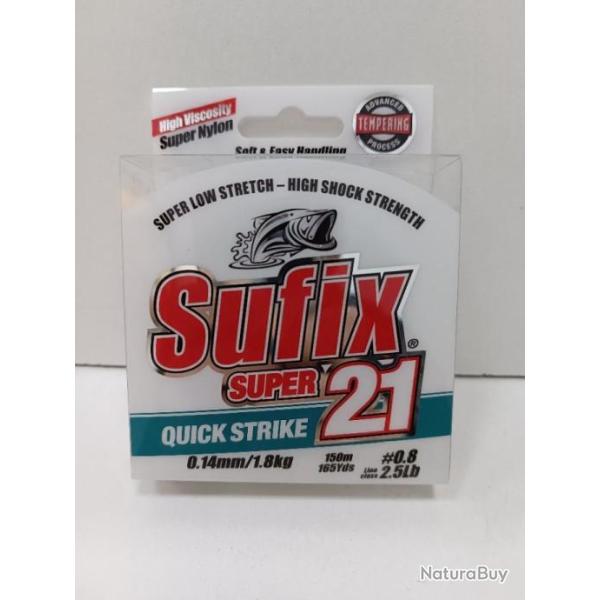 High Viscosity
Super Nylon
ADVANCED
TEMPERING
PROCESS
Soft & Easy Handling
SUPER LOW STRETCH – HIGH SHOCK STRENGTH
Sufix®
SUPER 21
QUICK STRIKE
0.14mm/1.8kg
150m
165Yds
#0.8
Line class 2.5Lb
NaturaBuy